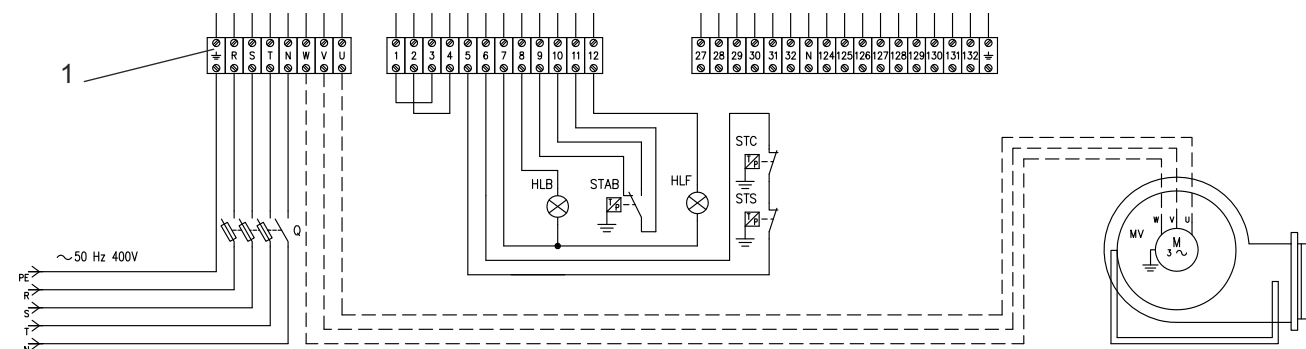 1
R S T N W V U
1 2 3 4 5 6 7 8 9 10 11 12
27 28 29 30 31 32 N 124 125 126 127 128 129 130 131 132
STC
T P
HLB
STAB
HLF
T P
STS
T P
Q
W V U
MV
M
3 ~
~50 Hz 400V
PE
R
S
T
N